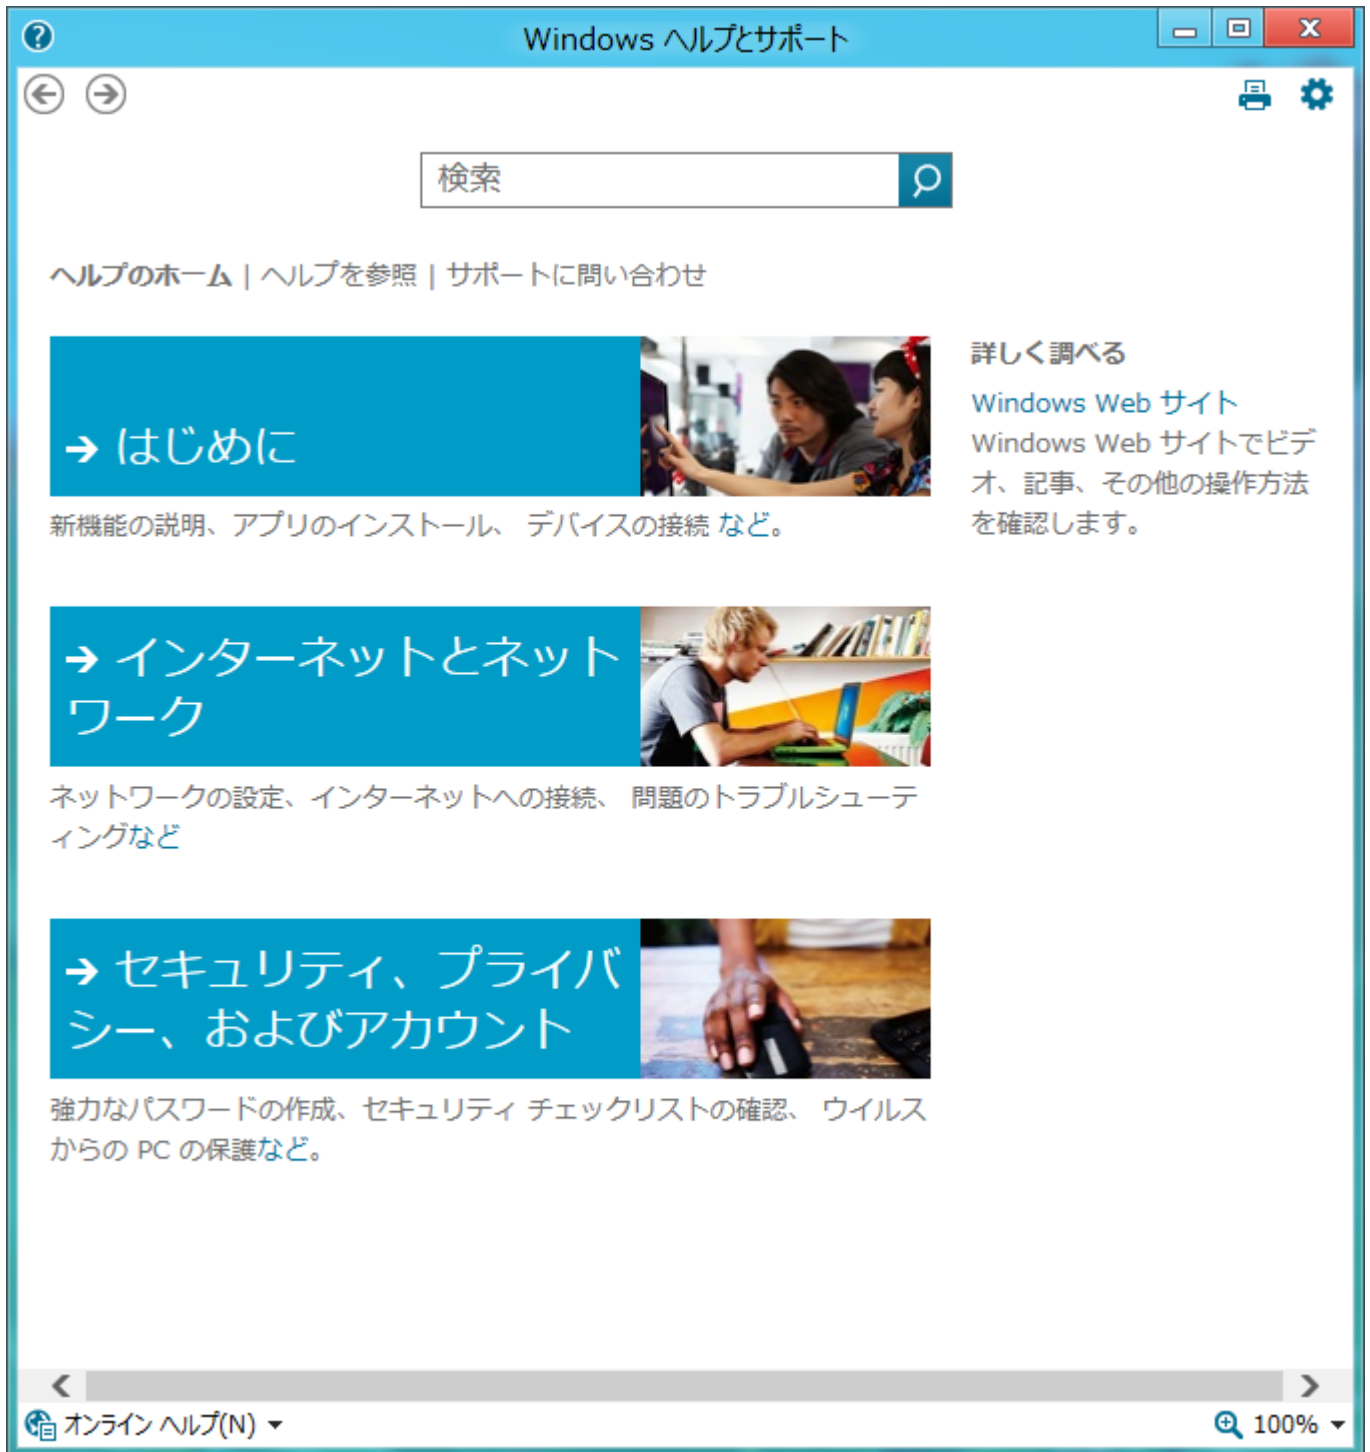 Windows ヘルプとサポート
検索
ヘルプのホーム | ヘルプを参照 | サポートに問い合わせ
→ はじめに
新機能の説明、アプリのインストール、 デバイスの接続 など。
詳しく調べる
Windows Web サイト
Windows Web サイトでビデ
オ、記事、その他の操作方法
を確認します。
→ インターネットとネット
ワーク
ネットワークの設定、インターネットへの接続、 問題のトラブルシューテ
ィングなど
→ セキュリティ、プライバ
シー、およびアカウント
強力なパスワードの作成、セキュリティ チェックリストの確認、 ウイルス
からの PC の保護など。
オンライン ヘルプ(N)
100%